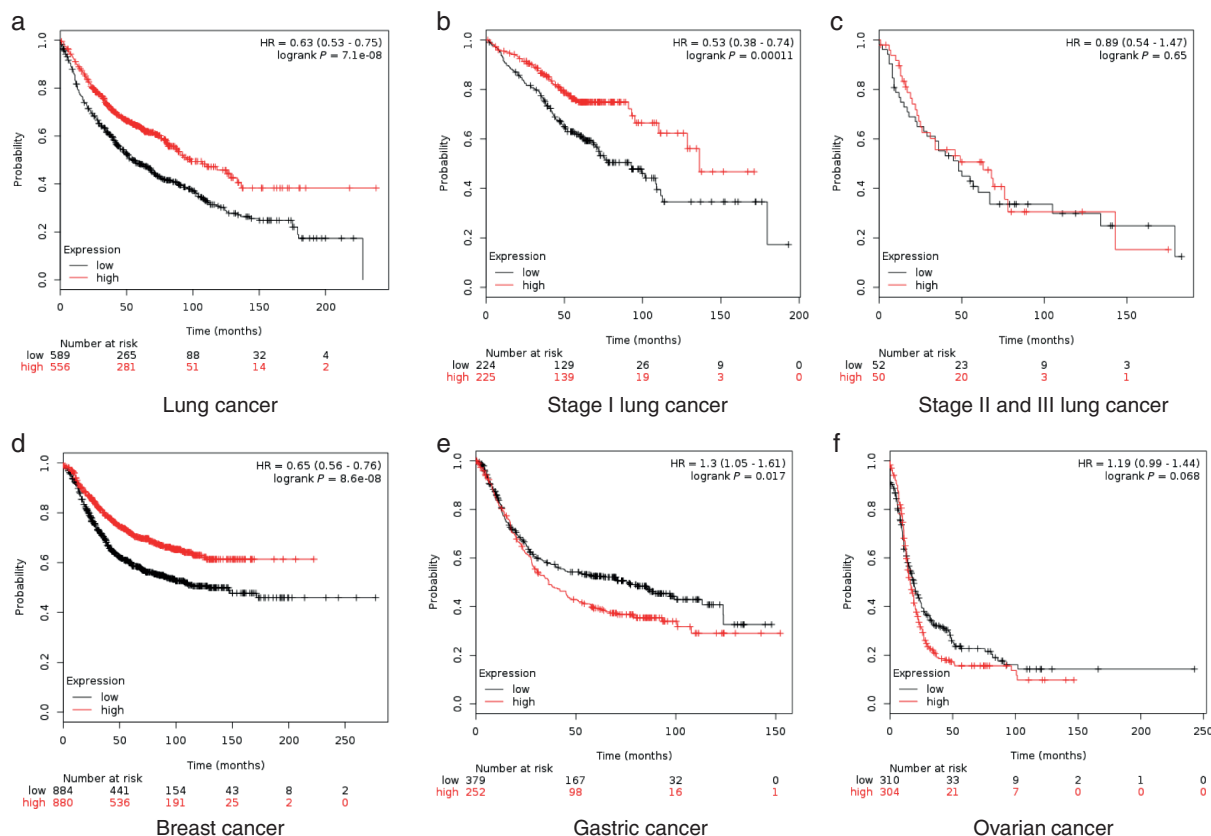 a
HR = 0.63 (0.53 - 0.75)
logrank P = 7.1e-08
Probability
1.0
0.8
0.6
0.4
0.2
0.0
Expression
low
high
0 50 100 150 200
Time (months)
Number at risk
low 589 265 88 32 4
high 556 281 51 14 2
Lung cancer
b
HR = 0.53 (0.38 - 0.74)
logrank P = 0.00011
Probability
1.0
0.8
0.6
0.4
0.2
0.0
Expression
low
high
0 50 100 150 200
Time (months)
Number at risk
low 224 129 26 9 0
high 225 139 19 3 0
Stage I lung cancer
c
HR = 0.89 (0.54 - 1.47)
logrank P = 0.65
Probability
1.0
0.8
0.6
0.4
0.2
0.0
Expression
low
high
0 50 100 150
Time (months)
Number at risk
low 52 23 9 3
high 50 20 3 1
Stage II and III lung cancer
d
HR = 0.65 (0.56 - 0.76)
logrank P = 8.6e-08
Probability
1.0
0.8
0.6
0.4
0.2
0.0
Expression
low
high
0 50 100 150 200 250
Time (months)
Number at risk
low 884 441 154 43 8 2
high 880 536 191 25 2 0
Breast cancer
e
HR = 1.3 (1.05 - 1.61)
logrank P = 0.017
Probability
1.0
0.8
0.6
0.4
0.2
0.0
Expression
low
high
0 50 100 150
Time (months)
Number at risk
low 379 167 32 0
high 252 98 16 1
Gastric cancer
f
HR = 1.19 (0.99 - 1.44)
logrank P = 0.068
Probability
1.0
0.8
0.6
0.4
0.2
0.0
Expression
low
high
0 50 100 150 200 250
Time (months)
Number at risk
low 310 33 9 2 1 0
high 304 21 7 0 0 0
Ovarian cancer